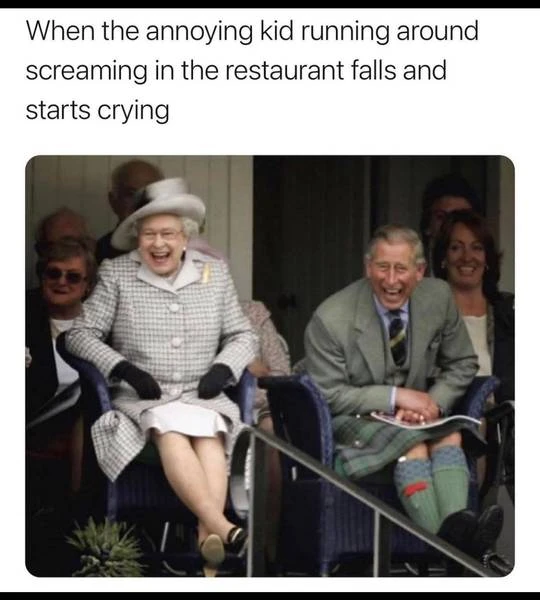 When the annoying kid running around
screaming in the restaurant falls and
starts crying